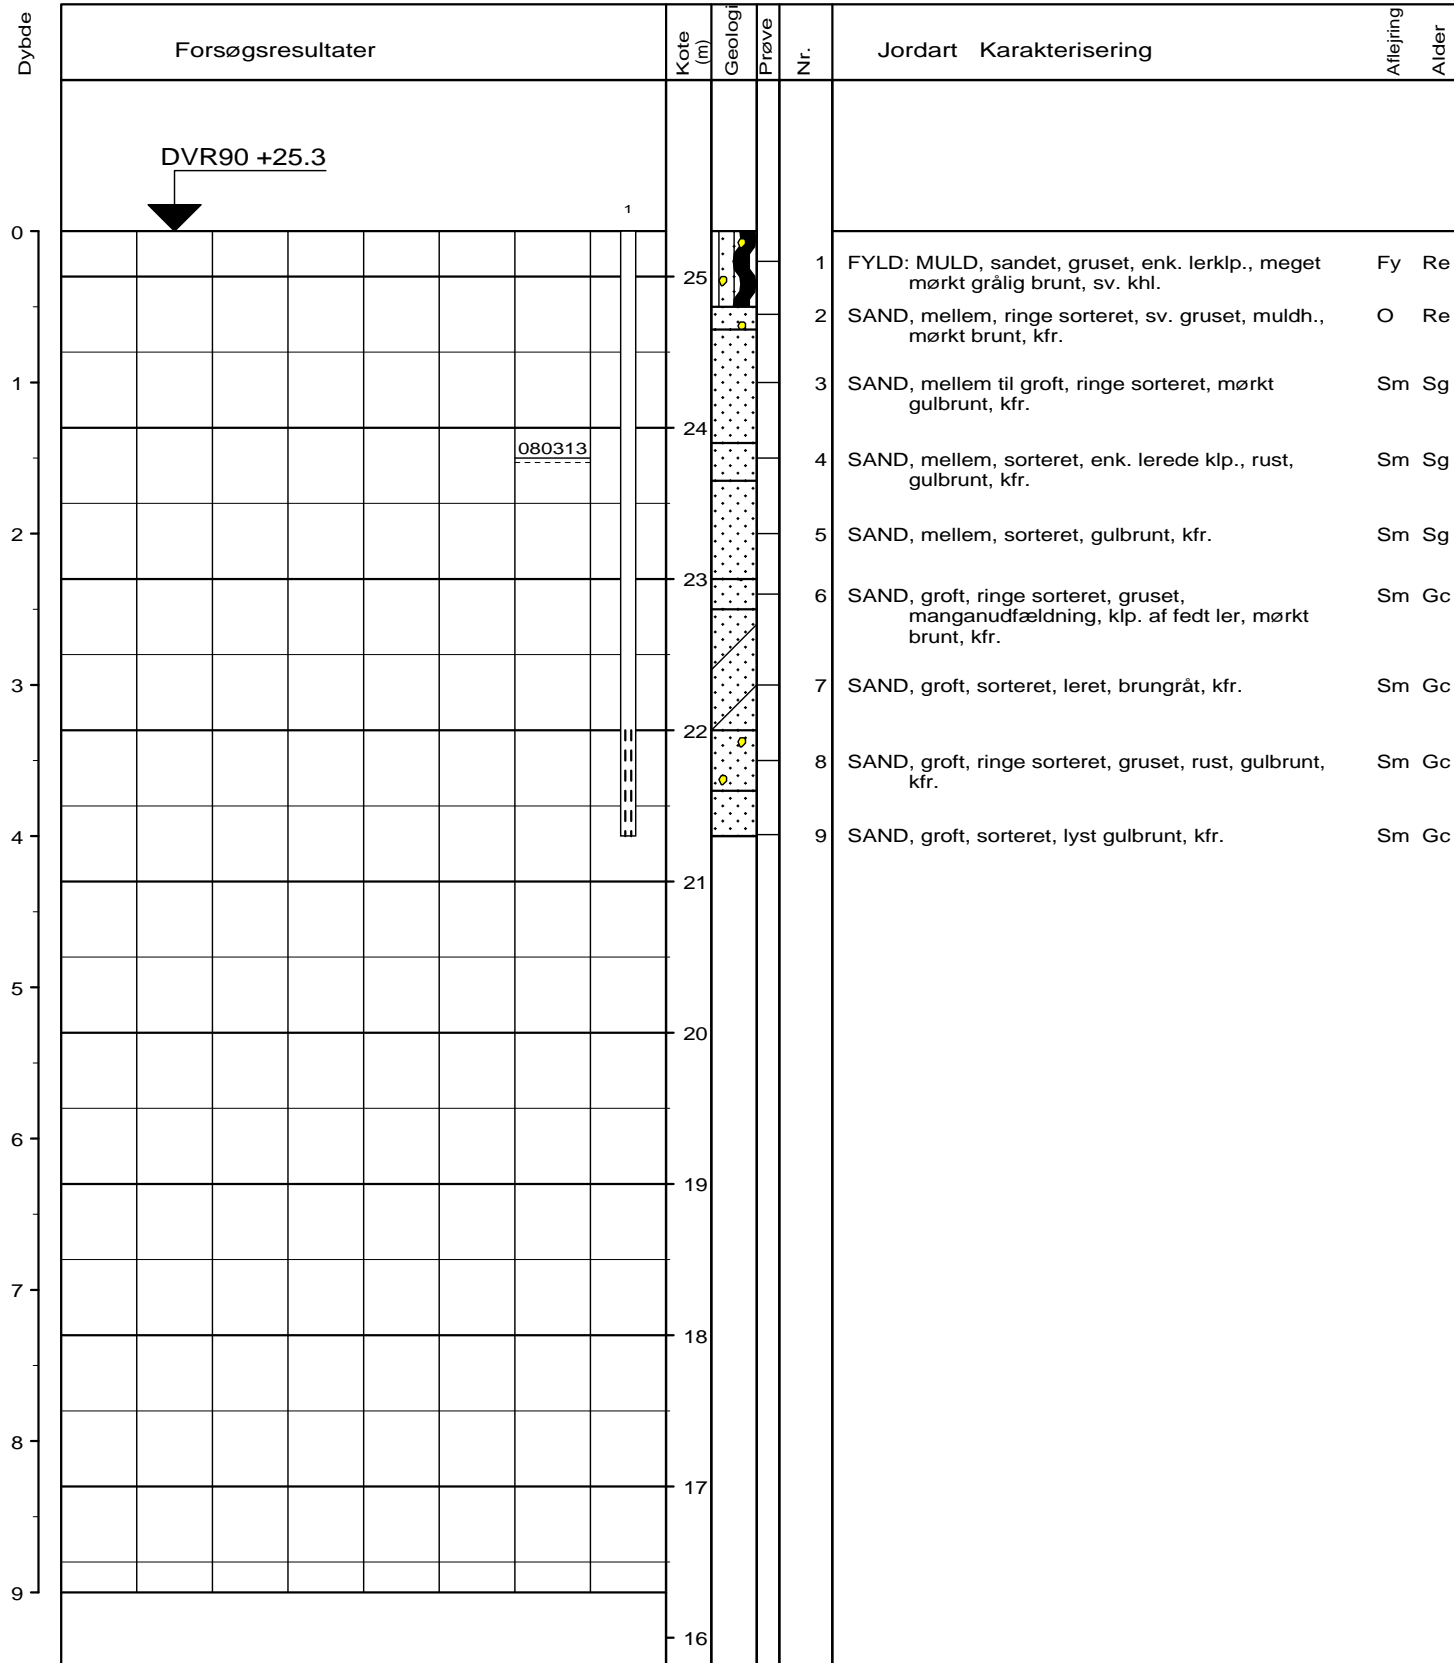 Dybde
Forsøgsresultater
Kote
(m)
Geologi
Prøve
Nr.
Jordart Karakterisering
Aflejring
Alder
DVR90 +25.3
1
0
1
2
3
4
5
6
7
8
9
080313
25
24
23
22
21
20
19
18
17
16
1 FYLD: MULD, sandet, gruset, enk. lerklp., meget Fy Re
mørkt grålig brunt, sv. khl.
2 SAND, mellem, ringe sorteret, sv. gruset, muldh., O Re
mørkt brunt, kfr.
3 SAND, mellem til groft, ringe sorteret, mørkt Sm Sg
gulbrunt, kfr.
4 SAND, mellem, sorteret, enk. lerede klp., rust, Sm Sg
gulbrunt, kfr.
5 SAND, mellem, sorteret, gulbrunt, kfr. Sm Sg
6 SAND, groft, ringe sorteret, gruset, Sm Gc
manganudfældning, klp. af fedt ler, mørkt
brunt, kfr.
7 SAND, groft, sorteret, leret, brungråt, kfr. Sm Gc
8 SAND, groft, ringe sorteret, gruset, rust, gulbrunt, Sm Gc
kfr.
9 SAND, groft, sorteret, lyst gulbrunt, kfr. Sm Gc